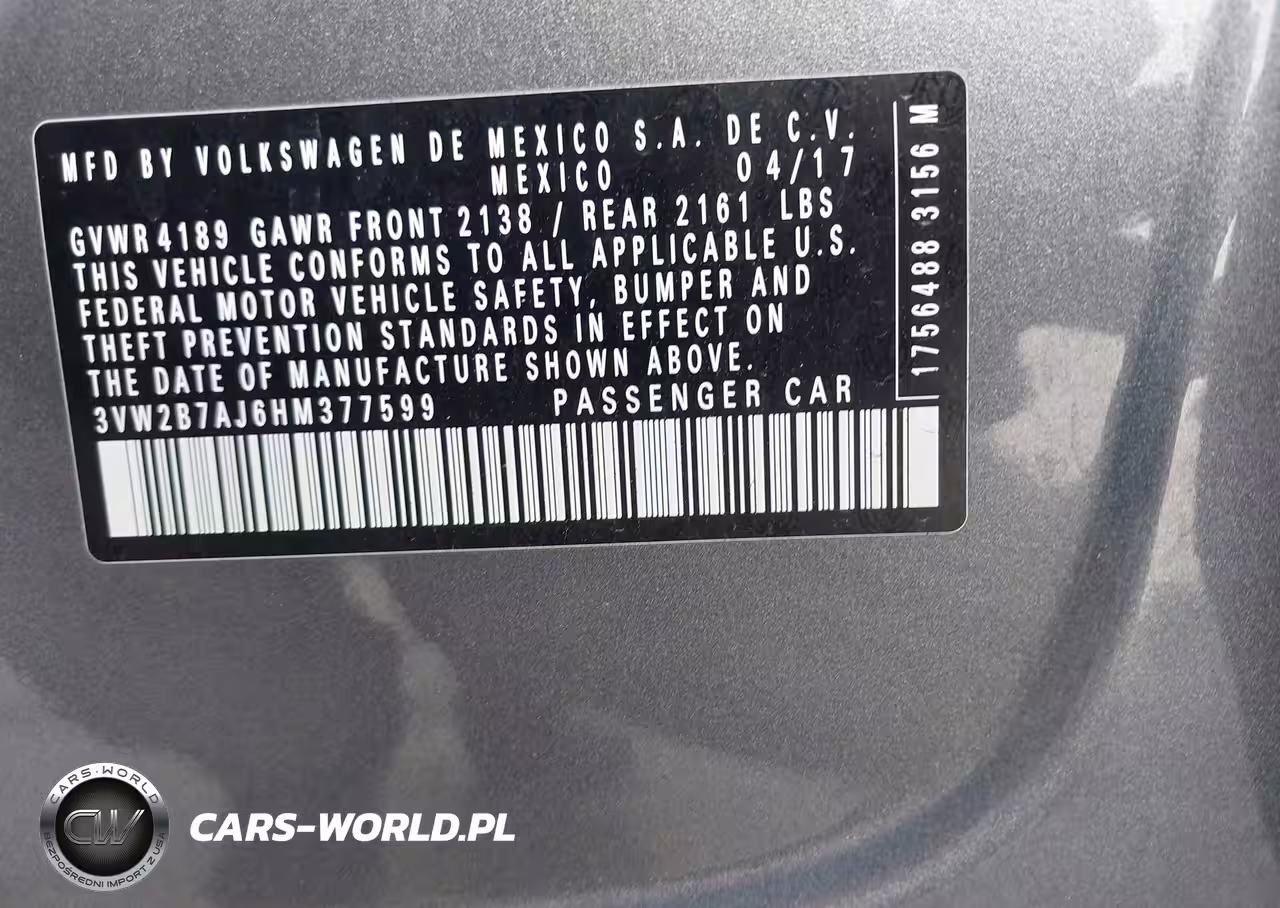 MFD BY VOLKSWAGEN DE MEXICO S.A. DE C.V.
MEXICO 04/17
GVWR 4189 GAWR FRONT 2138 / REAR 2161 LBS
THIS VEHICLE CONFORMS TO ALL APPLICABLE U.S.
FEDERAL MOTOR VEHICLE SAFETY, BUMPER AND
THEFT PREVENTION STANDARDS IN EFFECT ON
THE DATE OF MANUFACTURE SHOWN ABOVE.
3VW2B7AJ6HM377599 PASSENGER CAR
1756488 3156 M
CARS-WORLD
CW
BEZPOŚREDNI IMPORT Z USA
CARS-WORLD.PL